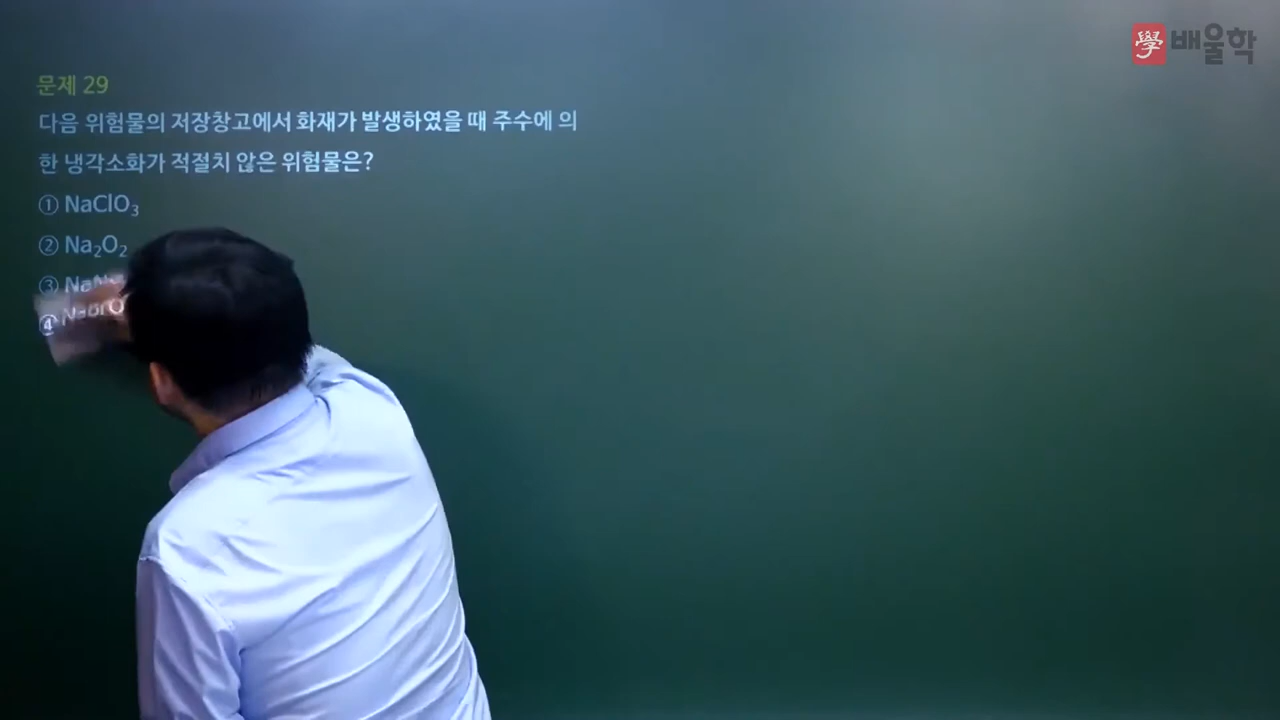 學 배울학
문제 29
다음 위험물의 저장창고에서 화재가 발생하였을 때 주수에 의
한 냉각소화가 적절치 않은 위험물은?
① NaClO₃
② Na₂O₂
③
④